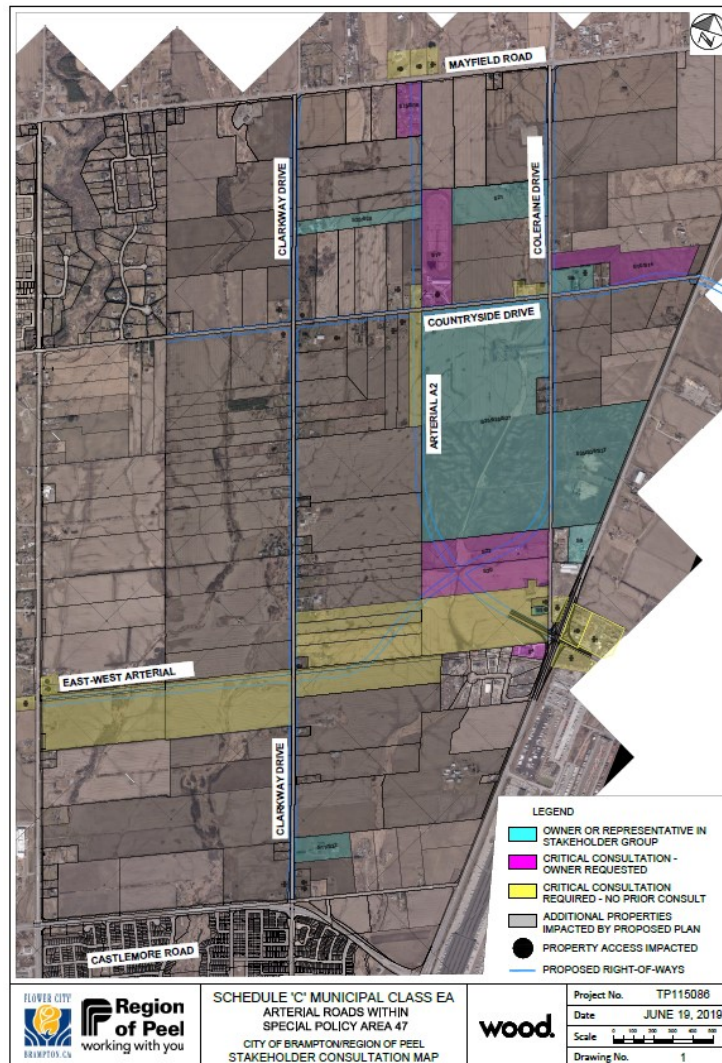 N
MAYFIELD ROAD
CLARKWAY DRIVE
COLERAINE DRIVE
COUNTRYSIDE DRIVE
ARTERIAL A2
EAST-WEST ARTERIAL
CLARKWAY DRIVE
CASTLEMORE ROAD
LEGEND
OWNER OR REPRESENTATIVE IN
STAKEHOLDER GROUP
CRITICAL CONSULTATION -
OWNER REQUESTED
CRITICAL CONSULTATION
REQUIRED - NO PRIOR CONSULT
ADDITIONAL PROPERTIES
IMPACTED BY PROPOSED PLAN
PROPERTY ACCESS IMPACTED
PROPOSED RIGHT-OF-WAYS
FLOWER CITY
BRAMPTON.CA
Region
of Peel
working with you
SCHEDULE 'C' MUNICIPAL CLASS EA
ARTERIAL ROADS WITHIN
SPECIAL POLICY AREA 47
CITY OF BRAMPTON/REGION OF PEEL
STAKEHOLDER CONSULTATION MAP
wood.
Project No. TP115086
Date JUNE 19, 2019
Scale
Drawing No. 1